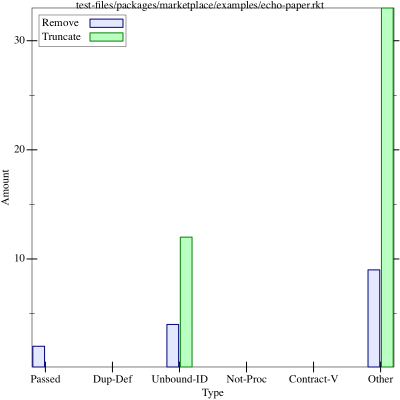 test-files/packages/marketplace/examples/echo-paper.rkt
Remove
Truncate
30
20
10
Amount
Passed Dup-Def Unbound-ID Not-Proc Contract-V Other
Type